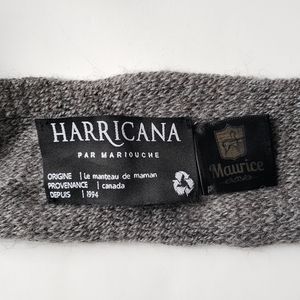 HARRICANA
PAR MARIOUCHE
ORIGINE | Le manteau de maman
PROVENANCE | canada
DEPUIS | 1994
Maurice